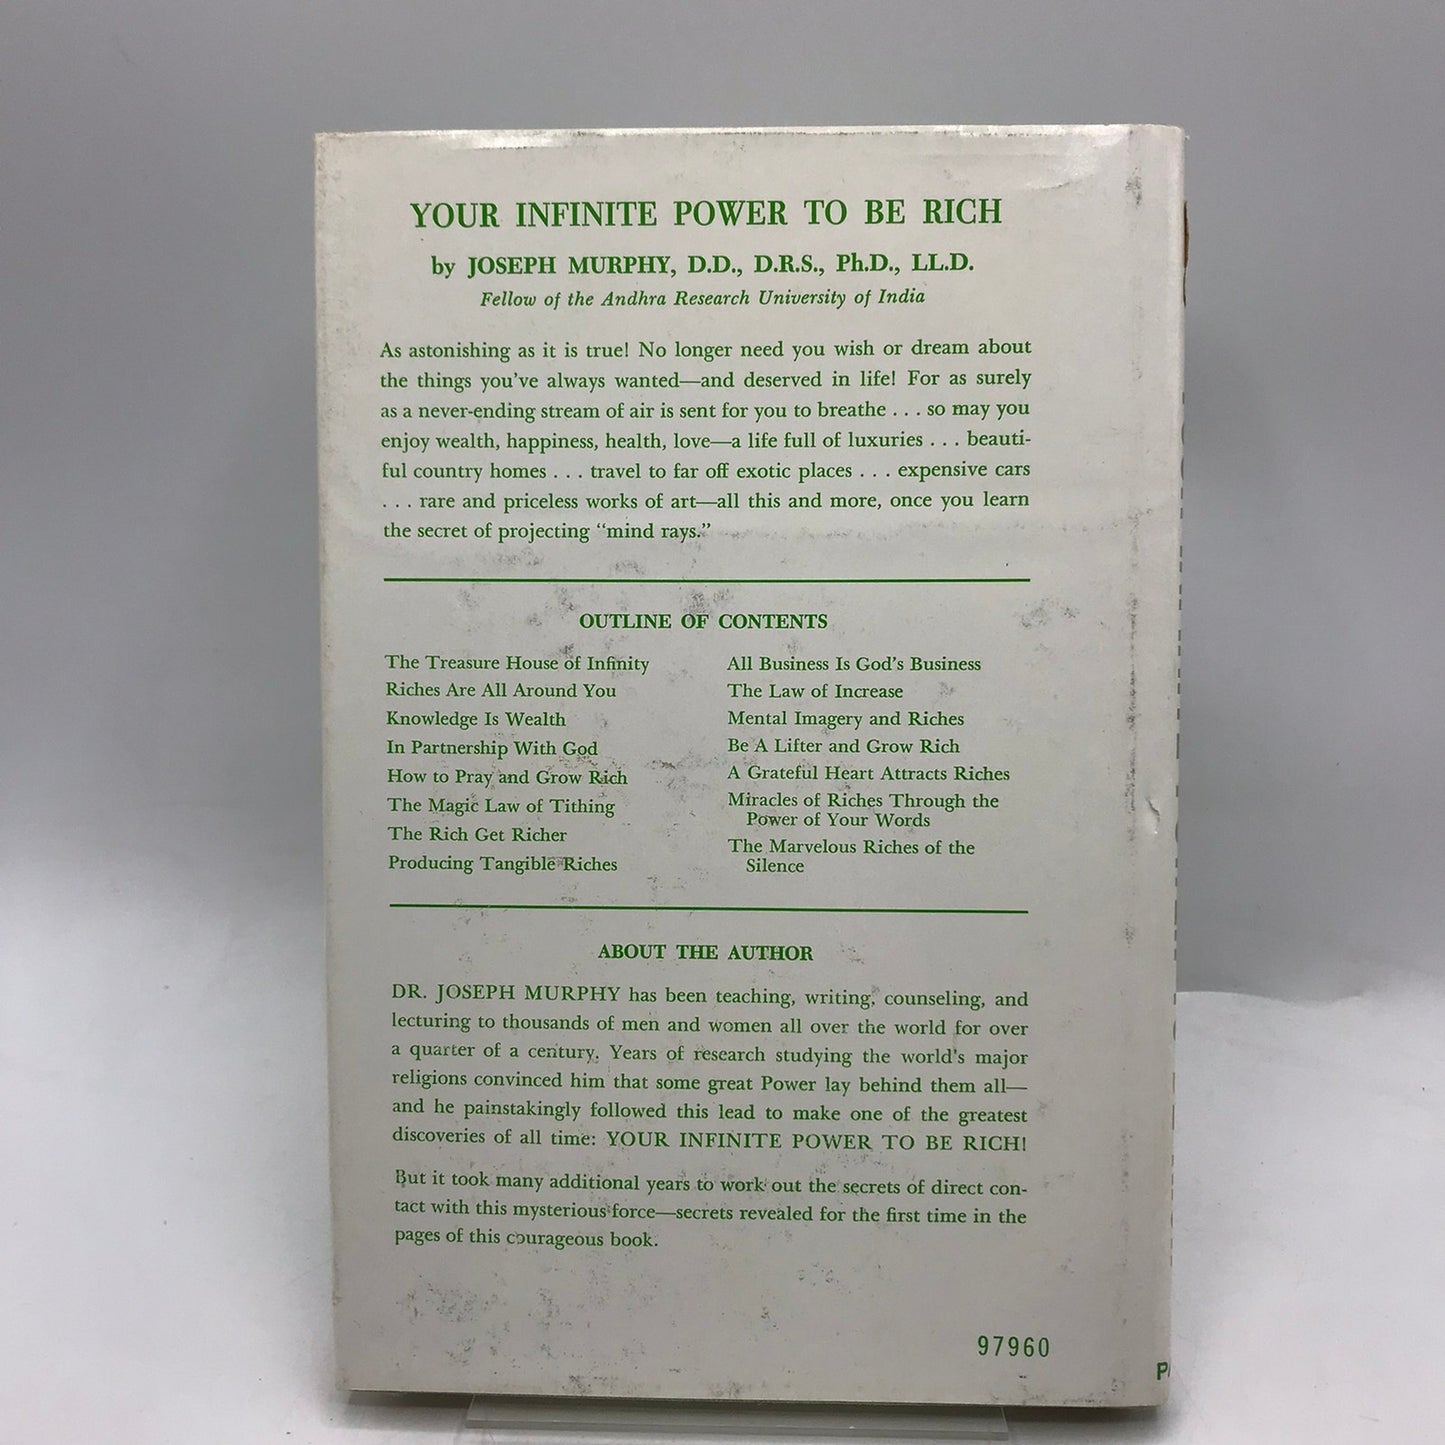 YOUR INFINITE POWER TO BE RICH
by JOSEPH MURPHY, D.D., D.R.S., Ph.D., LL.D.
Fellow of the Andhra Research University of India
As astonishing as it is true! No longer need you wish or dream about
the things you've always wanted—and deserved in life! For as surely
as a never-ending stream of air is sent for you to breathe . . . so may you
enjoy wealth, happiness, health, love—a life full of luxuries . . . beauti-
ful country homes . . . travel to far off exotic places . . . expensive cars
. . . rare and priceless works of art—all this and more, once you learn
the secret of projecting "mind rays."
OUTLINE OF CONTENTS
The Treasure House of Infinity
Riches Are All Around You
Knowledge Is Wealth
In Partnership With God
How to Pray and Grow Rich
The Magic Law of Tithing
The Rich Get Richer
Producing Tangible Riches
All Business Is God's Business
The Law of Increase
Mental Imagery and Riches
Be A Lifter and Grow Rich
A Grateful Heart Attracts Riches
Miracles of Riches Through the
Power of Your Words
The Marvelous Riches of the
Silence
ABOUT THE AUTHOR
DR. JOSEPH MURPHY has been teaching, writing, counseling, and
lecturing to thousands of men and women all over the world for over
a quarter of a century. Years of research studying the world's major
religions convinced him that some great Power lay behind them all—
and he painstakingly followed this lead to make one of the greatest
discoveries of all time: YOUR INFINITE POWER TO BE RICH!
But it took many additional years to work out the secrets of direct con-
tact with this mysterious force—secrets revealed for the first time in the
pages of this courageous book.
97960